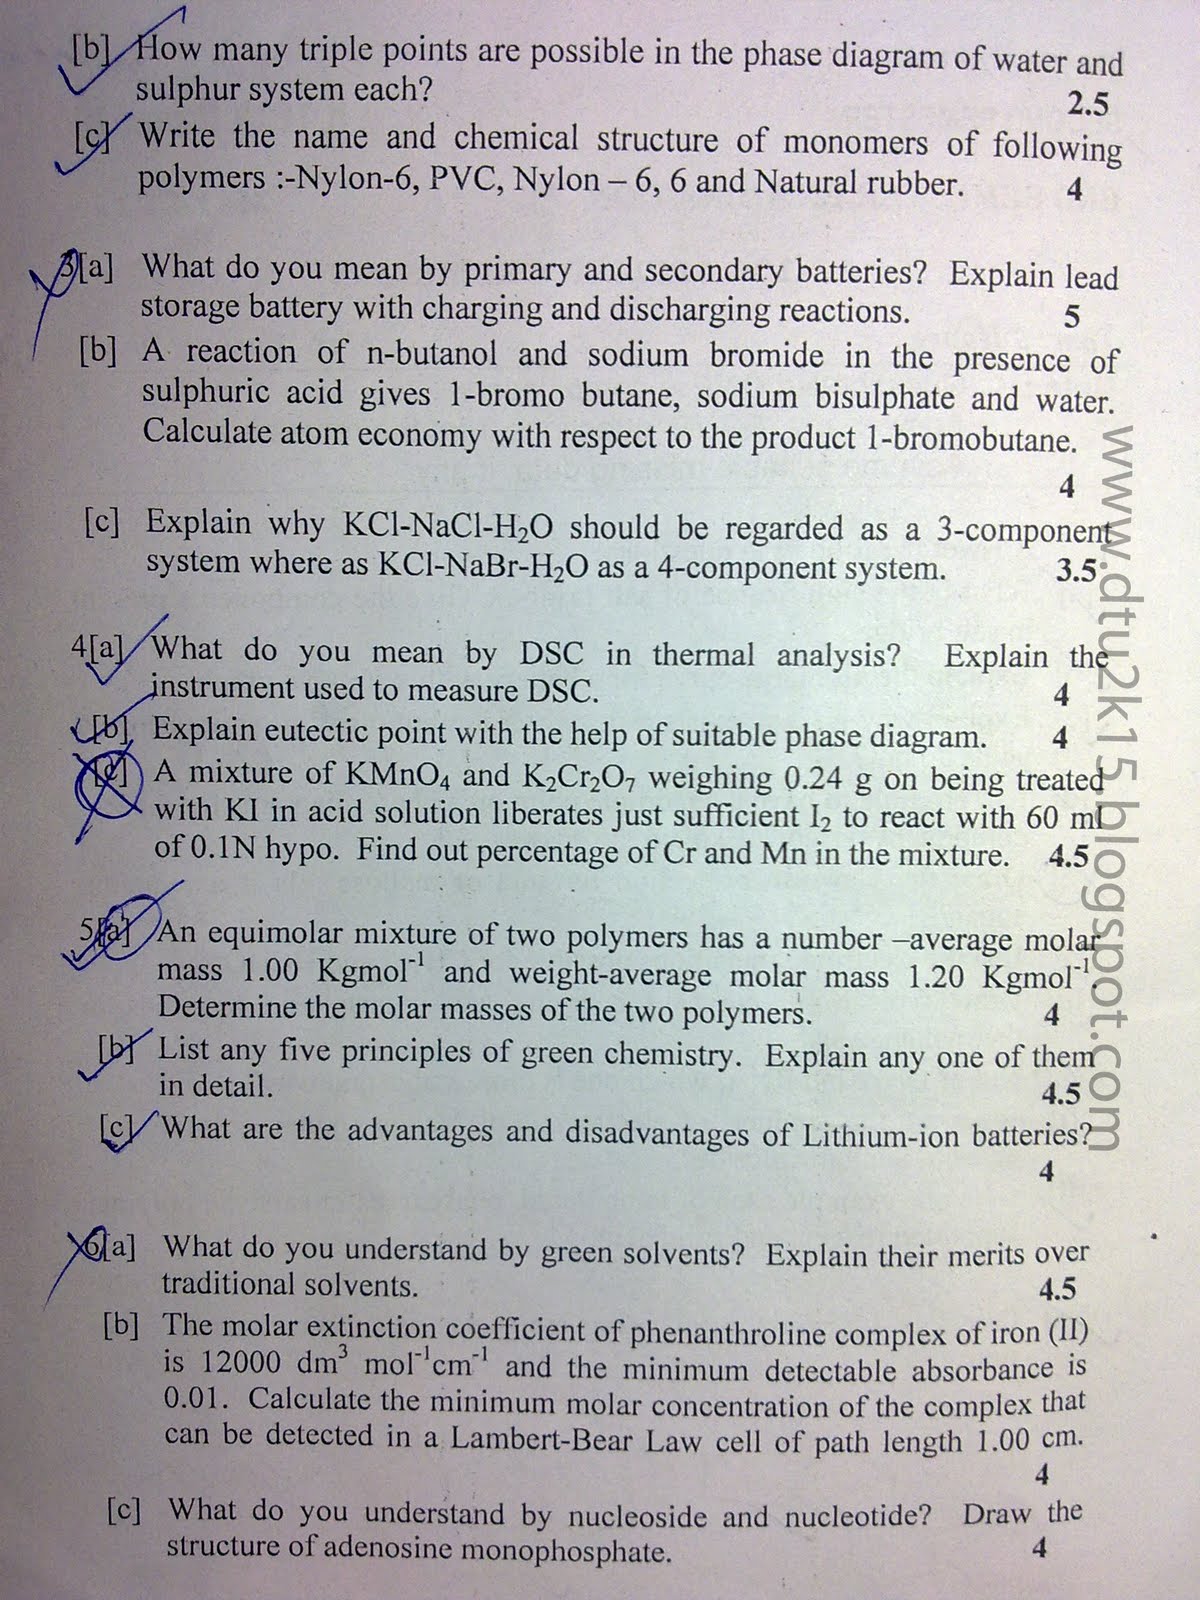 [b] How many triple points are possible in the phase diagram of water and
sulphur system each? 2.5
[c] Write the name and chemical structure of monomers of following
polymers :-Nylon-6, PVC, Nylon – 6, 6 and Natural rubber. 4
3[a] What do you mean by primary and secondary batteries? Explain lead
storage battery with charging and discharging reactions. 5
[b] A reaction of n-butanol and sodium bromide in the presence of
sulphuric acid gives 1-bromo butane, sodium bisulphate and water.
Calculate atom economy with respect to the product 1-bromobutane.
4
[c] Explain why KCl-NaCl-H₂O should be regarded as a 3-component
system where as KCl-NaBr-H₂O as a 4-component system. 3.5
4[a] What do you mean by DSC in thermal analysis? Explain the
instrument used to measure DSC. 4
[b] Explain eutectic point with the help of suitable phase diagram. 4
[c] A mixture of KMnO₄ and K₂Cr₂O₇ weighing 0.24 g on being treated
with KI in acid solution liberates just sufficient I₂ to react with 60 ml
of 0.1N hypo. Find out percentage of Cr and Mn in the mixture. 4.5
5[a] An equimolar mixture of two polymers has a number –average molar
mass 1.00 Kgmol⁻¹ and weight-average molar mass 1.20 Kgmol⁻¹.
Determine the molar masses of the two polymers. 4
[b] List any five principles of green chemistry. Explain any one of them
in detail. 4.5
[c] What are the advantages and disadvantages of Lithium-ion batteries?
4
6[a] What do you understand by green solvents? Explain their merits over
traditional solvents. 4.5
[b] The molar extinction coefficient of phenanthroline complex of iron (II)
is 12000 dm³ mol⁻¹cm⁻¹ and the minimum detectable absorbance is
0.01. Calculate the minimum molar concentration of the complex that
can be detected in a Lambert-Bear Law cell of path length 1.00 cm.
4
[c] What do you understand by nucleoside and nucleotide? Draw the
structure of adenosine monophosphate. 4
www.dtu2k15.blogspot.com